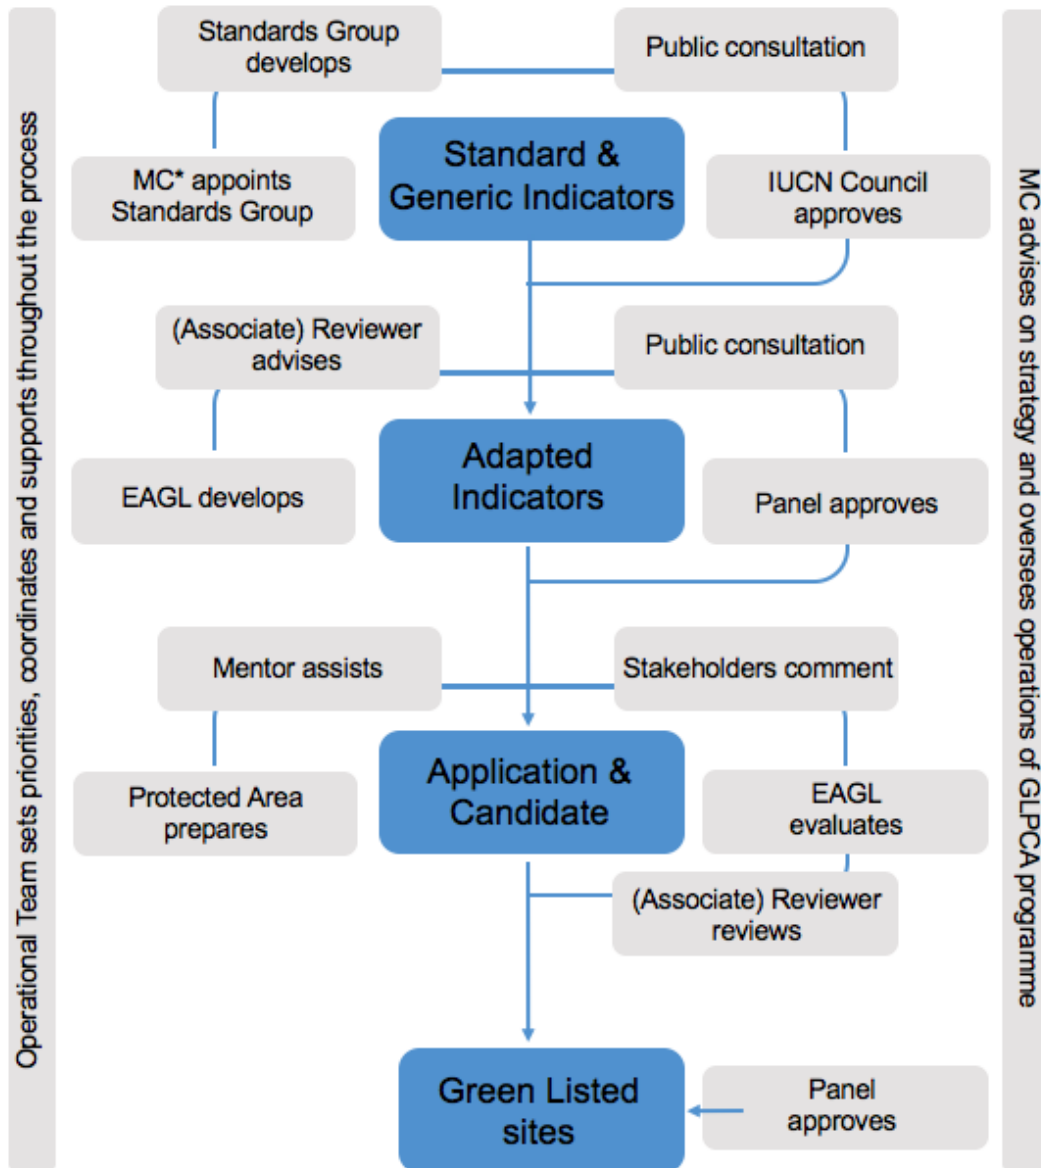 Operational Team sets priorities, coordinates and supports throughout the process
Standards Group
develops
Public consultation
MC* appoints
Standards Group
Standard &
Generic Indicators
IUCN Council
approves
(Associate) Reviewer
advises
Public consultation
EAGL develops
Adapted
Indicators
Panel approves
Mentor assists
Stakeholders comment
Protected Area
prepares
Application &
Candidate
EAGL
evaluates
(Associate) Reviewer
reviews
Green Listed
sites
Panel
approves
MC advises on strategy and oversees operations of GLPCA programme